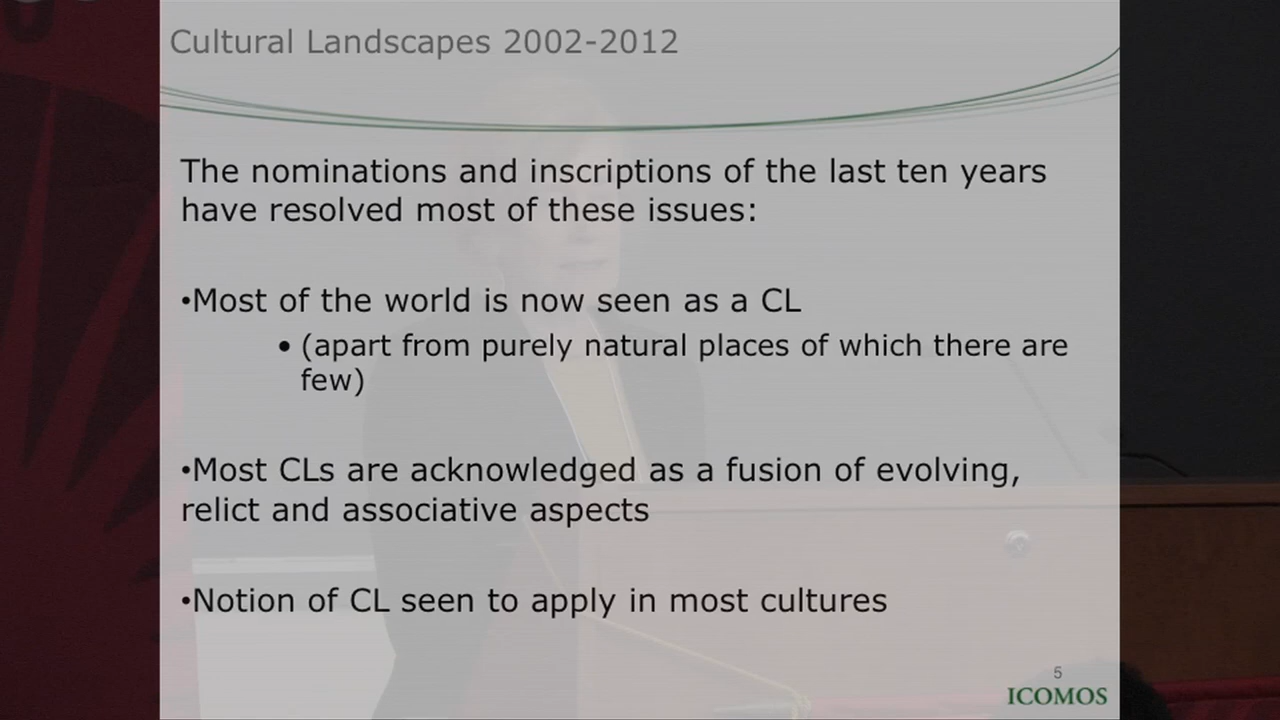 Cultural Landscapes 2002-2012
The nominations and inscriptions of the last ten years
have resolved most of these issues:
•Most of the world is now seen as a CL
• (apart from purely natural places of which there are
few)
•Most CLs are acknowledged as a fusion of evolving,
relict and associative aspects
•Notion of CL seen to apply in most cultures
5
ICOMOS